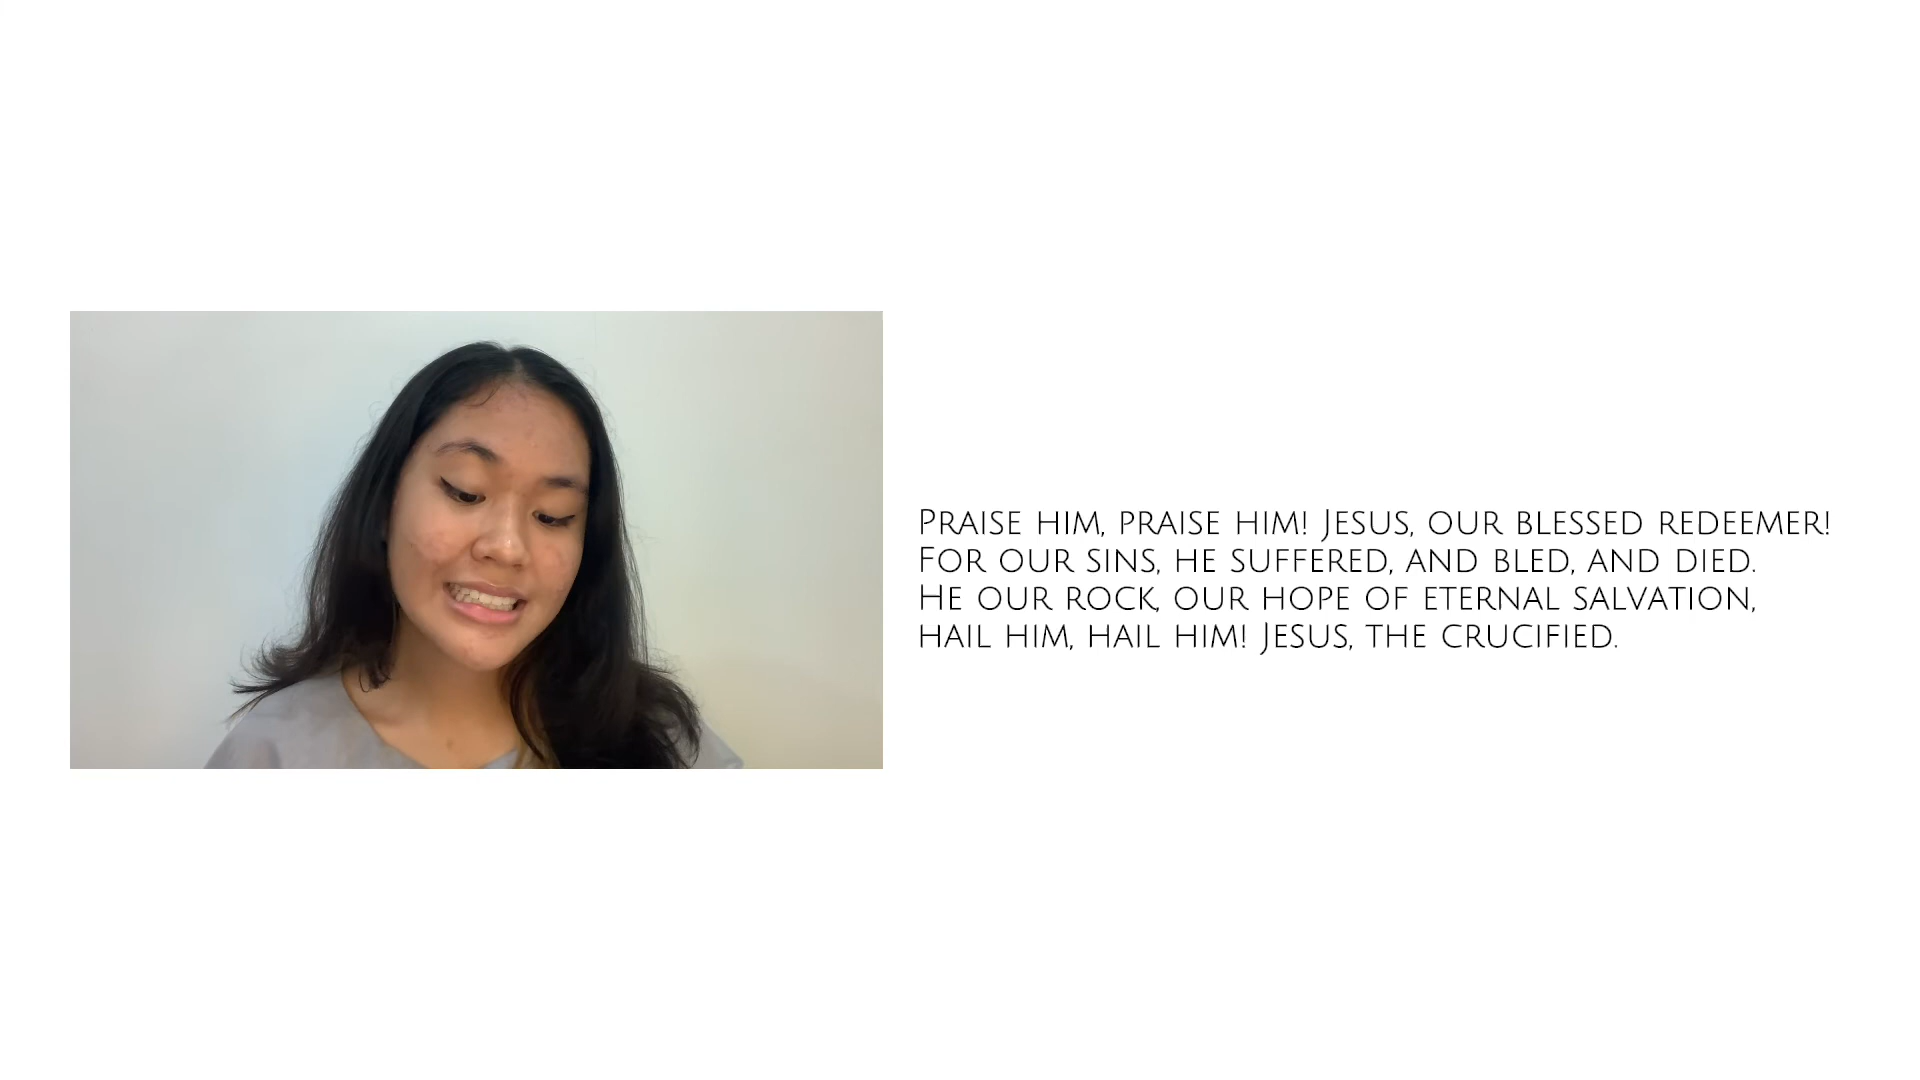 Praise him, praise him! Jesus, our blessed redeemer!
For our sins, he suffered, and bled, and died.
He our rock, our hope of eternal salvation,
hail him, hail him! Jesus, the crucified.